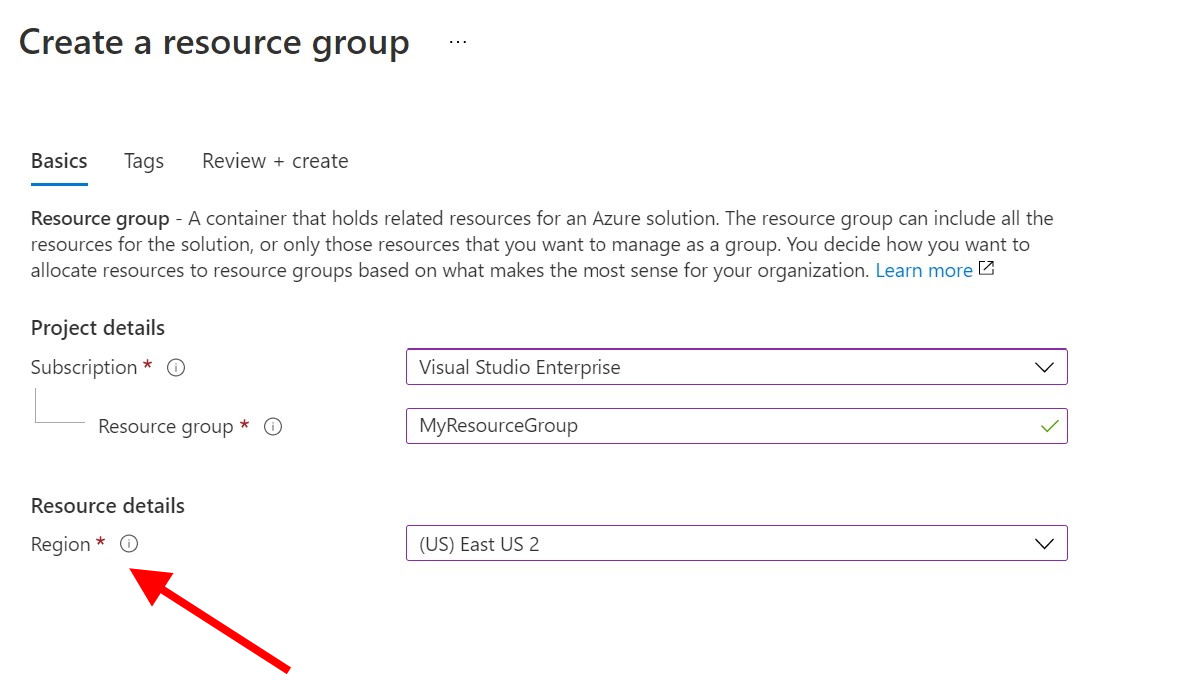 Create a resource group ...
Basics Tags Review + create
Resource group - A container that holds related resources for an Azure solution. The resource group can include all the
resources for the solution, or only those resources that you want to manage as a group. You decide how you want to
allocate resources to resource groups based on what makes the most sense for your organization. Learn more
Project details
Subscription * Visual Studio Enterprise
Resource group * MyResourceGroup
Resource details
Region * (US) East US 2